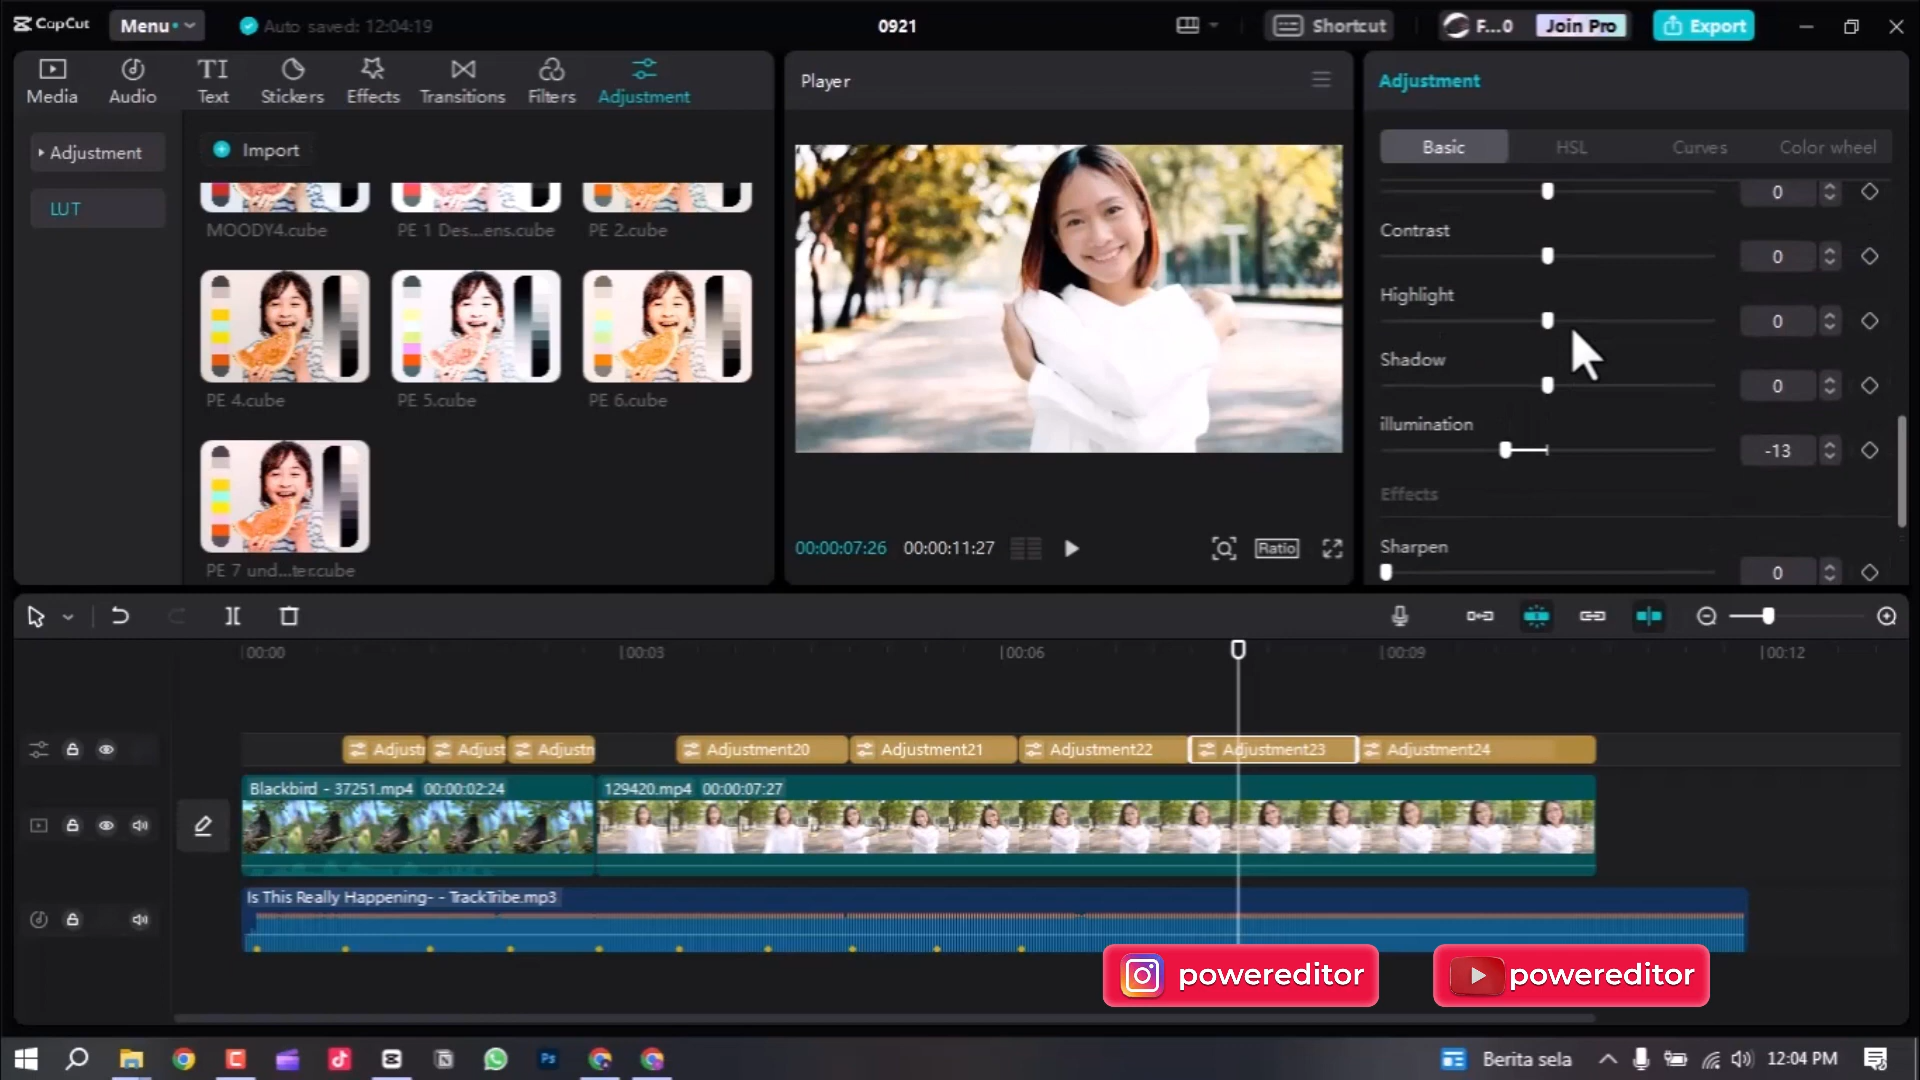 CapCut
Menu
Auto saved: 12:04:19
0921
Shortcut
F...0
Join Pro
Export
Media
Audio
TI
Text
Stickers
Effects
Transitions
Filters
Adjustment
Player
Adjustment
Adjustment
LUT
Import
MOODY4.cube
PE 1 Des...ens.cube
PE 2.cube
PE 4.cube
PE 5.cube
PE 6.cube
PE 7 und...ter.cube
00:00:07:26
00:00:11:27
Ratio
Basic
HSL
Curves
Color wheel
0
Contrast
0
Highlight
0
Shadow
0
illumination
-13
Effects
Sharpen
0
00:00
00:03
00:06
00:09
00:12
Adjustr
Adjust
Adjustn
Adjustment20
Adjustment21
Adjustment22
Adjustment23
Adjustment24
Blackbird - 37251.mp4 00:00:02:24
129420.mp4 00:00:07:27
Is This Really Happening- - TrackTribe.mp3
powereditor
powereditor
Ps
Berita sela
12:04 PM